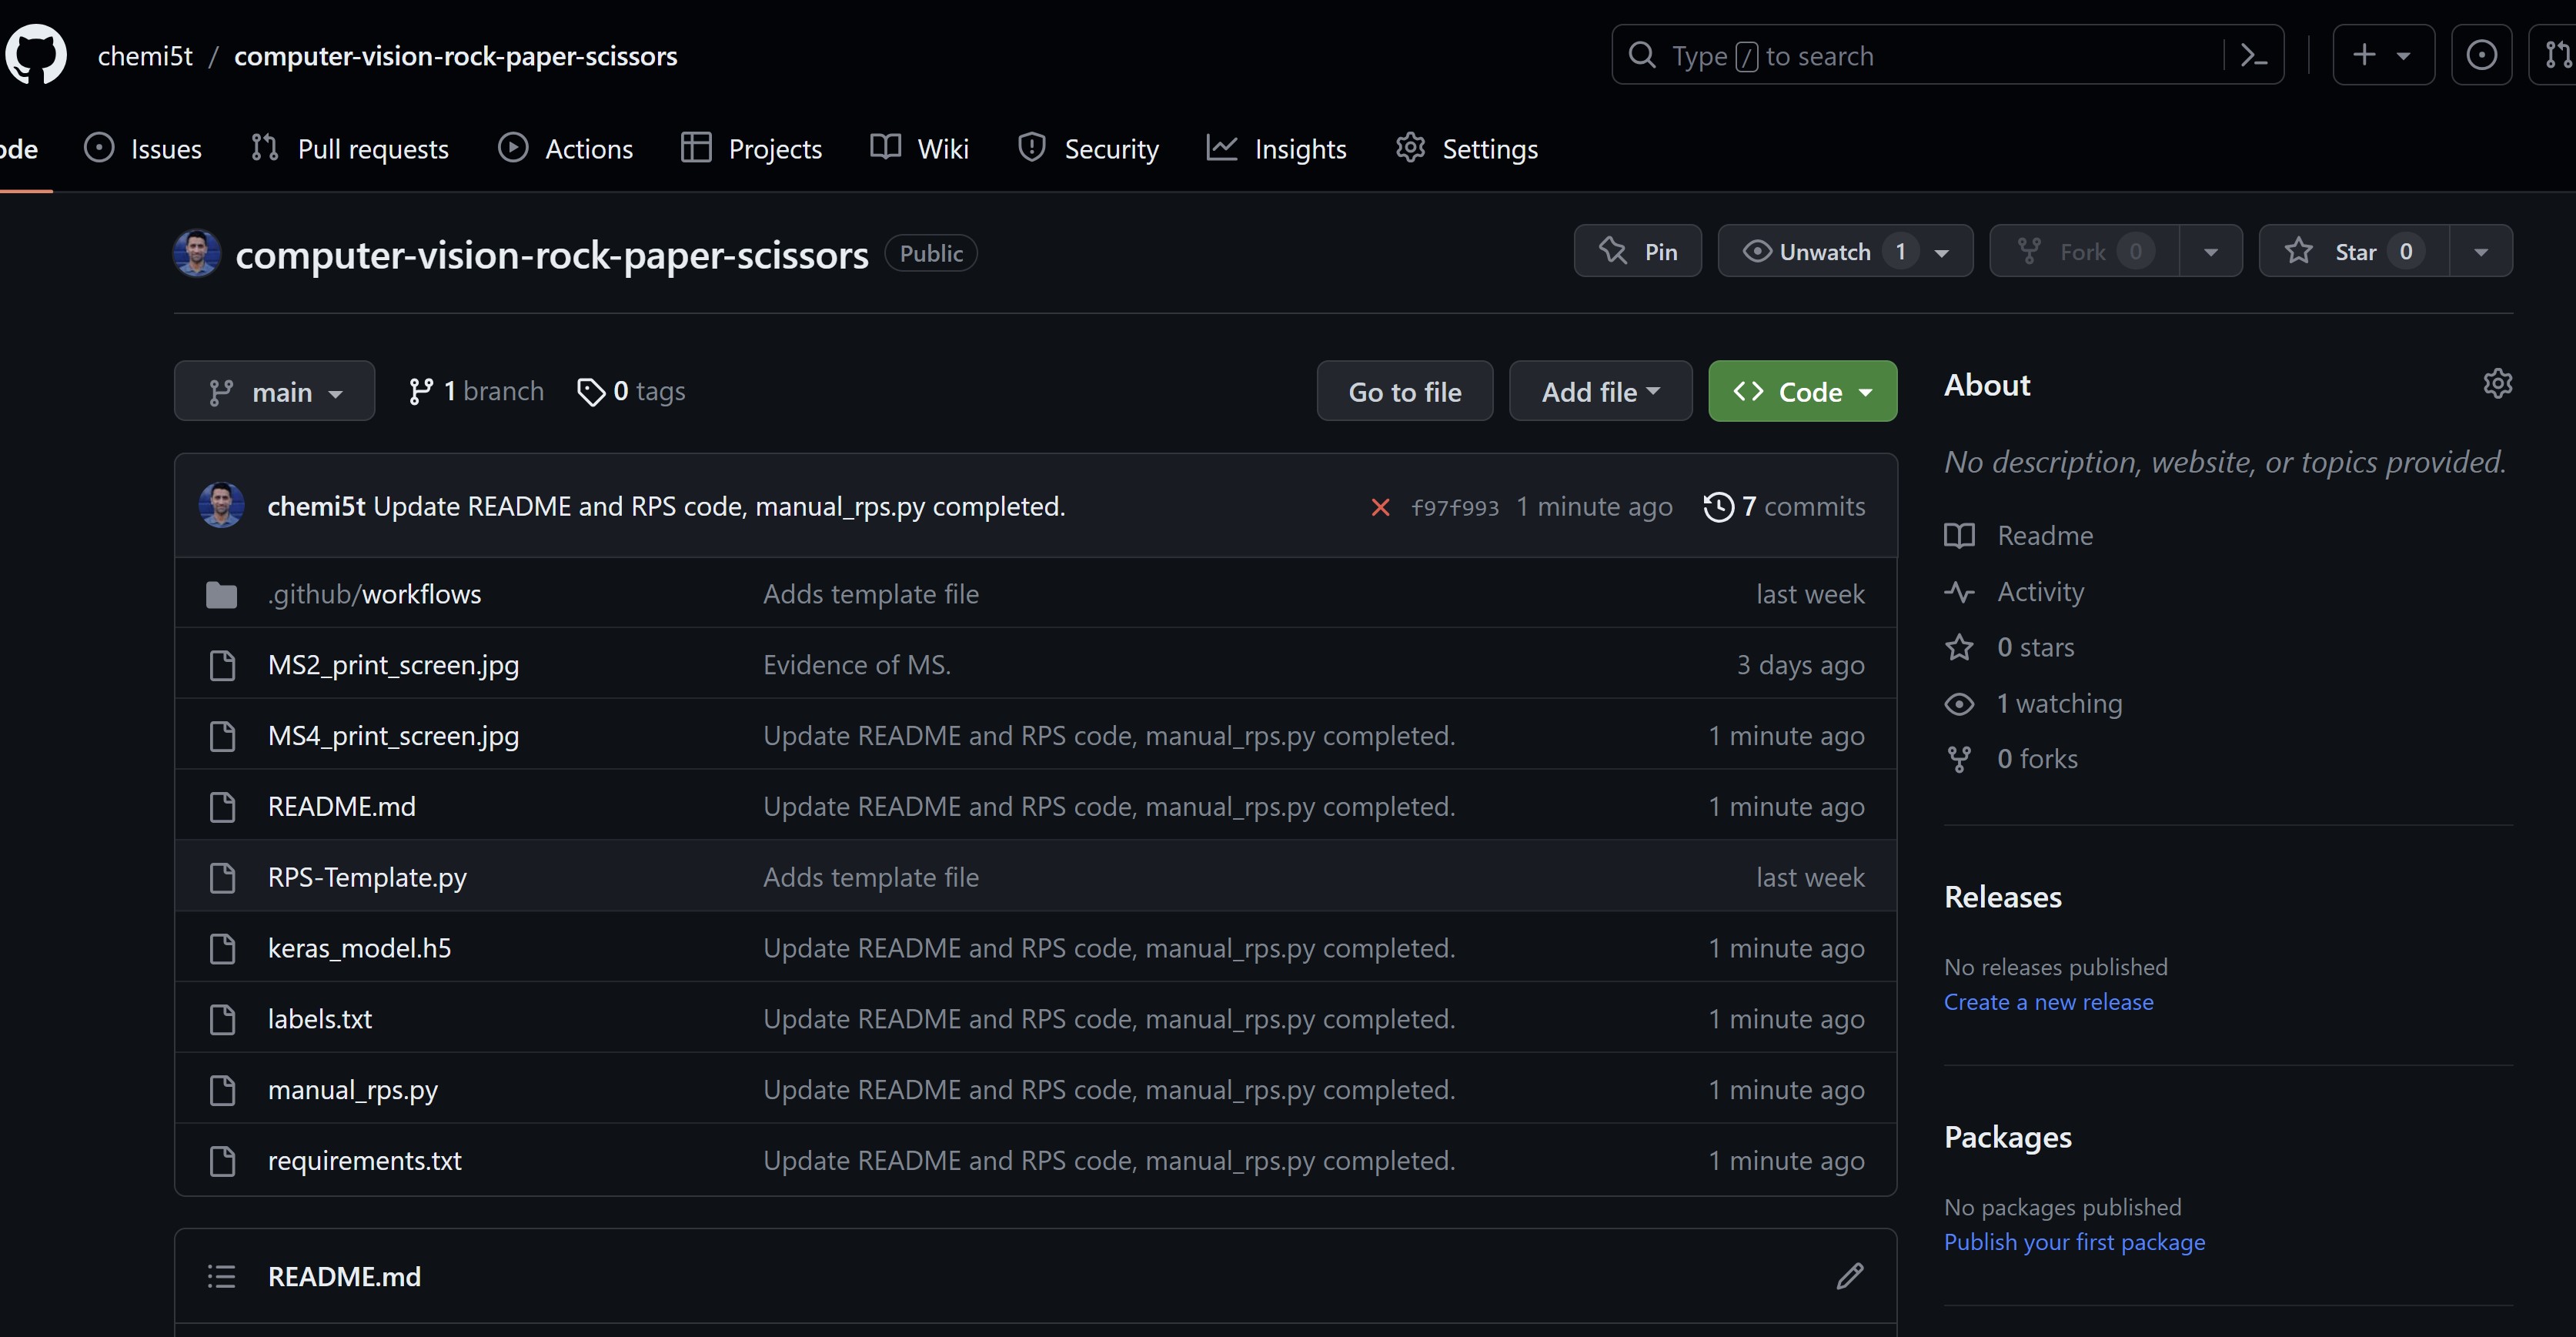 chemi5t / computer-vision-rock-paper-scissors
Type / to search
ode Issues Pull requests Actions Projects Wiki Security Insights Settings
computer-vision-rock-paper-scissors Public
Pin Unwatch 1 Fork 0 Star 0
main 1 branch 0 tags Go to file Add file <> Code
About
No description, website, or topics provided.
chemi5t Update README and RPS code, manual_rps.py completed. f97f993 1 minute ago 7 commits
.github/workflows Adds template file last week
MS2_print_screen.jpg Evidence of MS. 3 days ago
MS4_print_screen.jpg Update README and RPS code, manual_rps.py completed. 1 minute ago
README.md Update README and RPS code, manual_rps.py completed. 1 minute ago
RPS-Template.py Adds template file last week
keras_model.h5 Update README and RPS code, manual_rps.py completed. 1 minute ago
labels.txt Update README and RPS code, manual_rps.py completed. 1 minute ago
manual_rps.py Update README and RPS code, manual_rps.py completed. 1 minute ago
requirements.txt Update README and RPS code, manual_rps.py completed. 1 minute ago
README.md
Readme
Activity
0 stars
1 watching
0 forks
Releases
No releases published
Create a new release
Packages
No packages published
Publish your first package